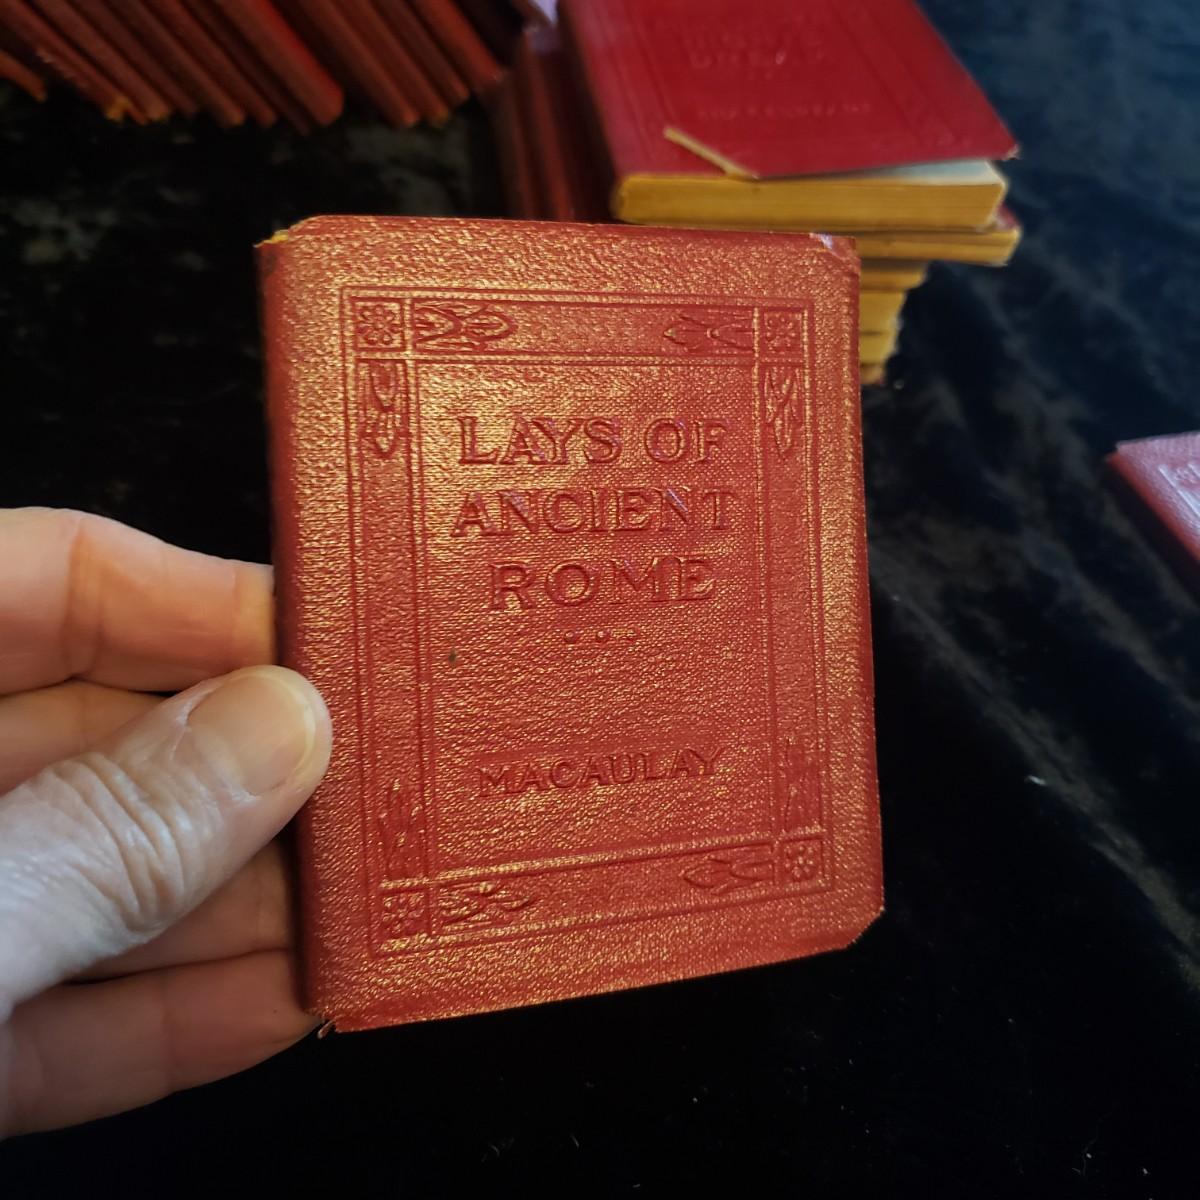 LAYS OF
ANCIENT
ROME
MACAULAY